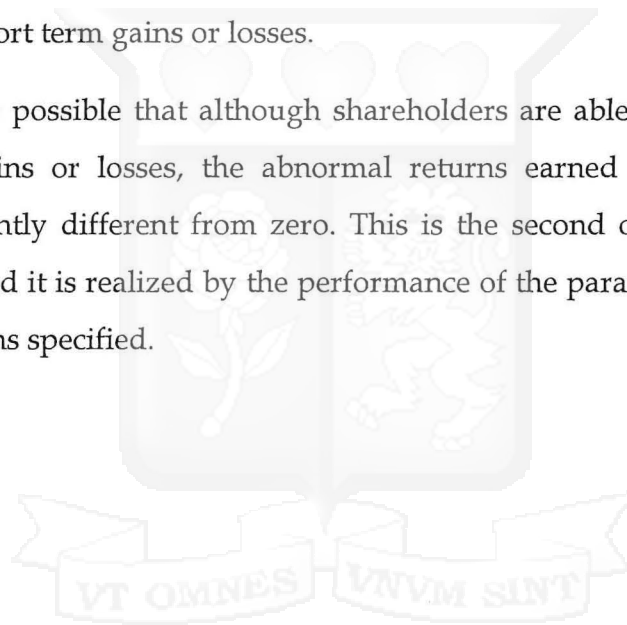 ort term gains or losses.
possible that although shareholders are able
ins or losses, the abnormal returns earned
ntly different from zero. This is the second o
d it is realized by the performance of the para
ns specified.
VT OMNES VNVM SINT